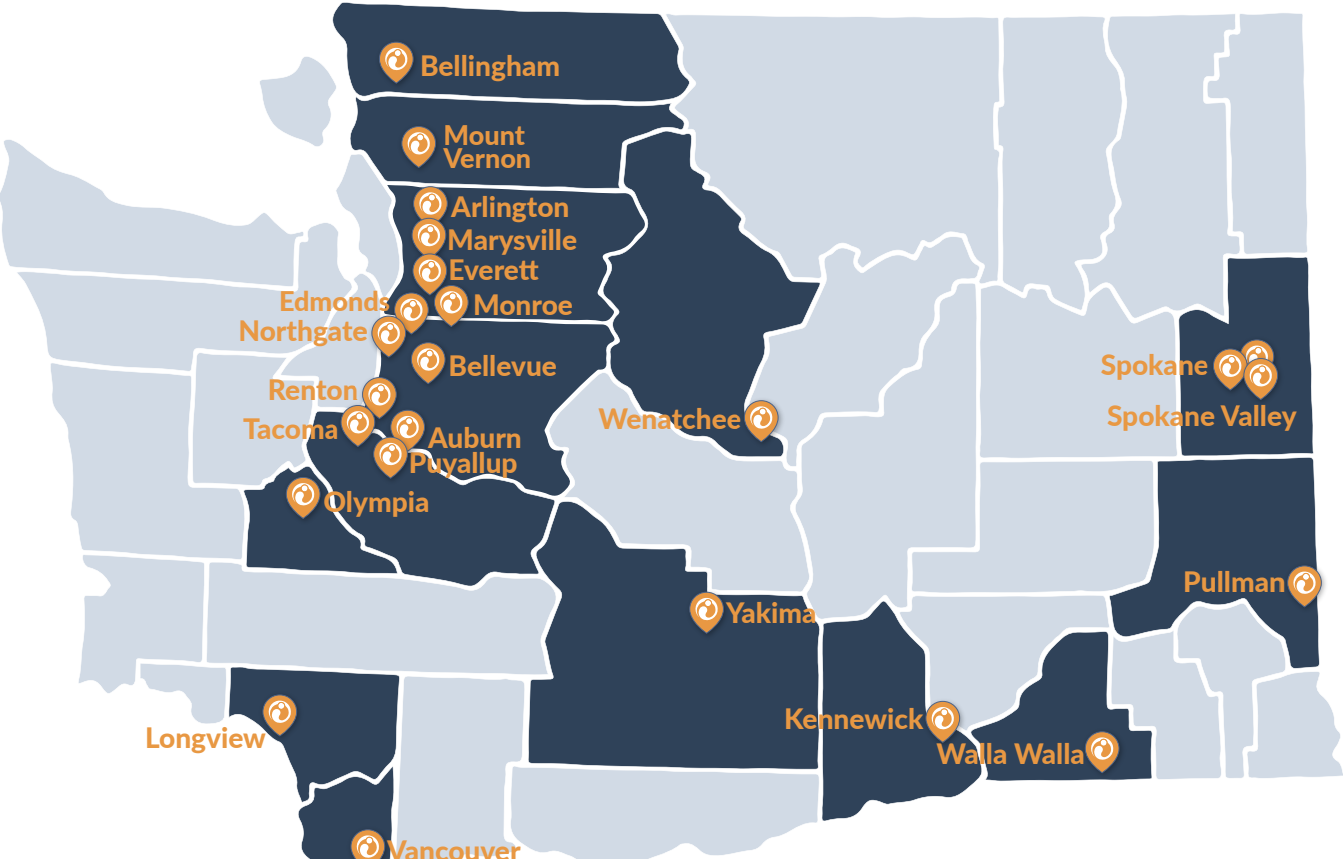 Bellingham
Mount
Vernon
Arlington
Marysville
Everett
Edmonds
Monroe
Northgate
Bellevue
Spokane
Renton
Spokane Valley
Wenatchee
Tacoma
Auburn
Puyallup
Olympia
Pullman
Yakima
Kennewick
Longview
Walla Walla
Vancouver